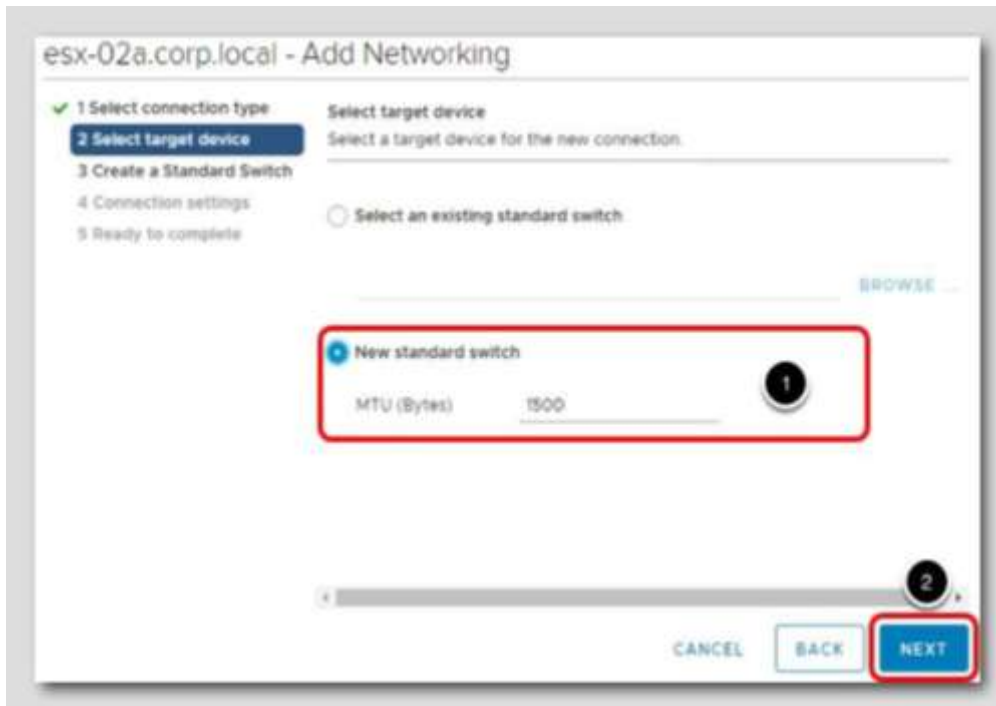 esx-02a.corp.local - Add Networking
1 Select connection type
2 Select target device
3 Create a Standard Switch
4 Connection settings
5 Ready to complete
Select target device
Select a target device for the new connection.
Select an existing standard switch
BROWSE ...
New standard switch
MTU (Bytes) 1500
1
2
CANCEL BACK NEXT